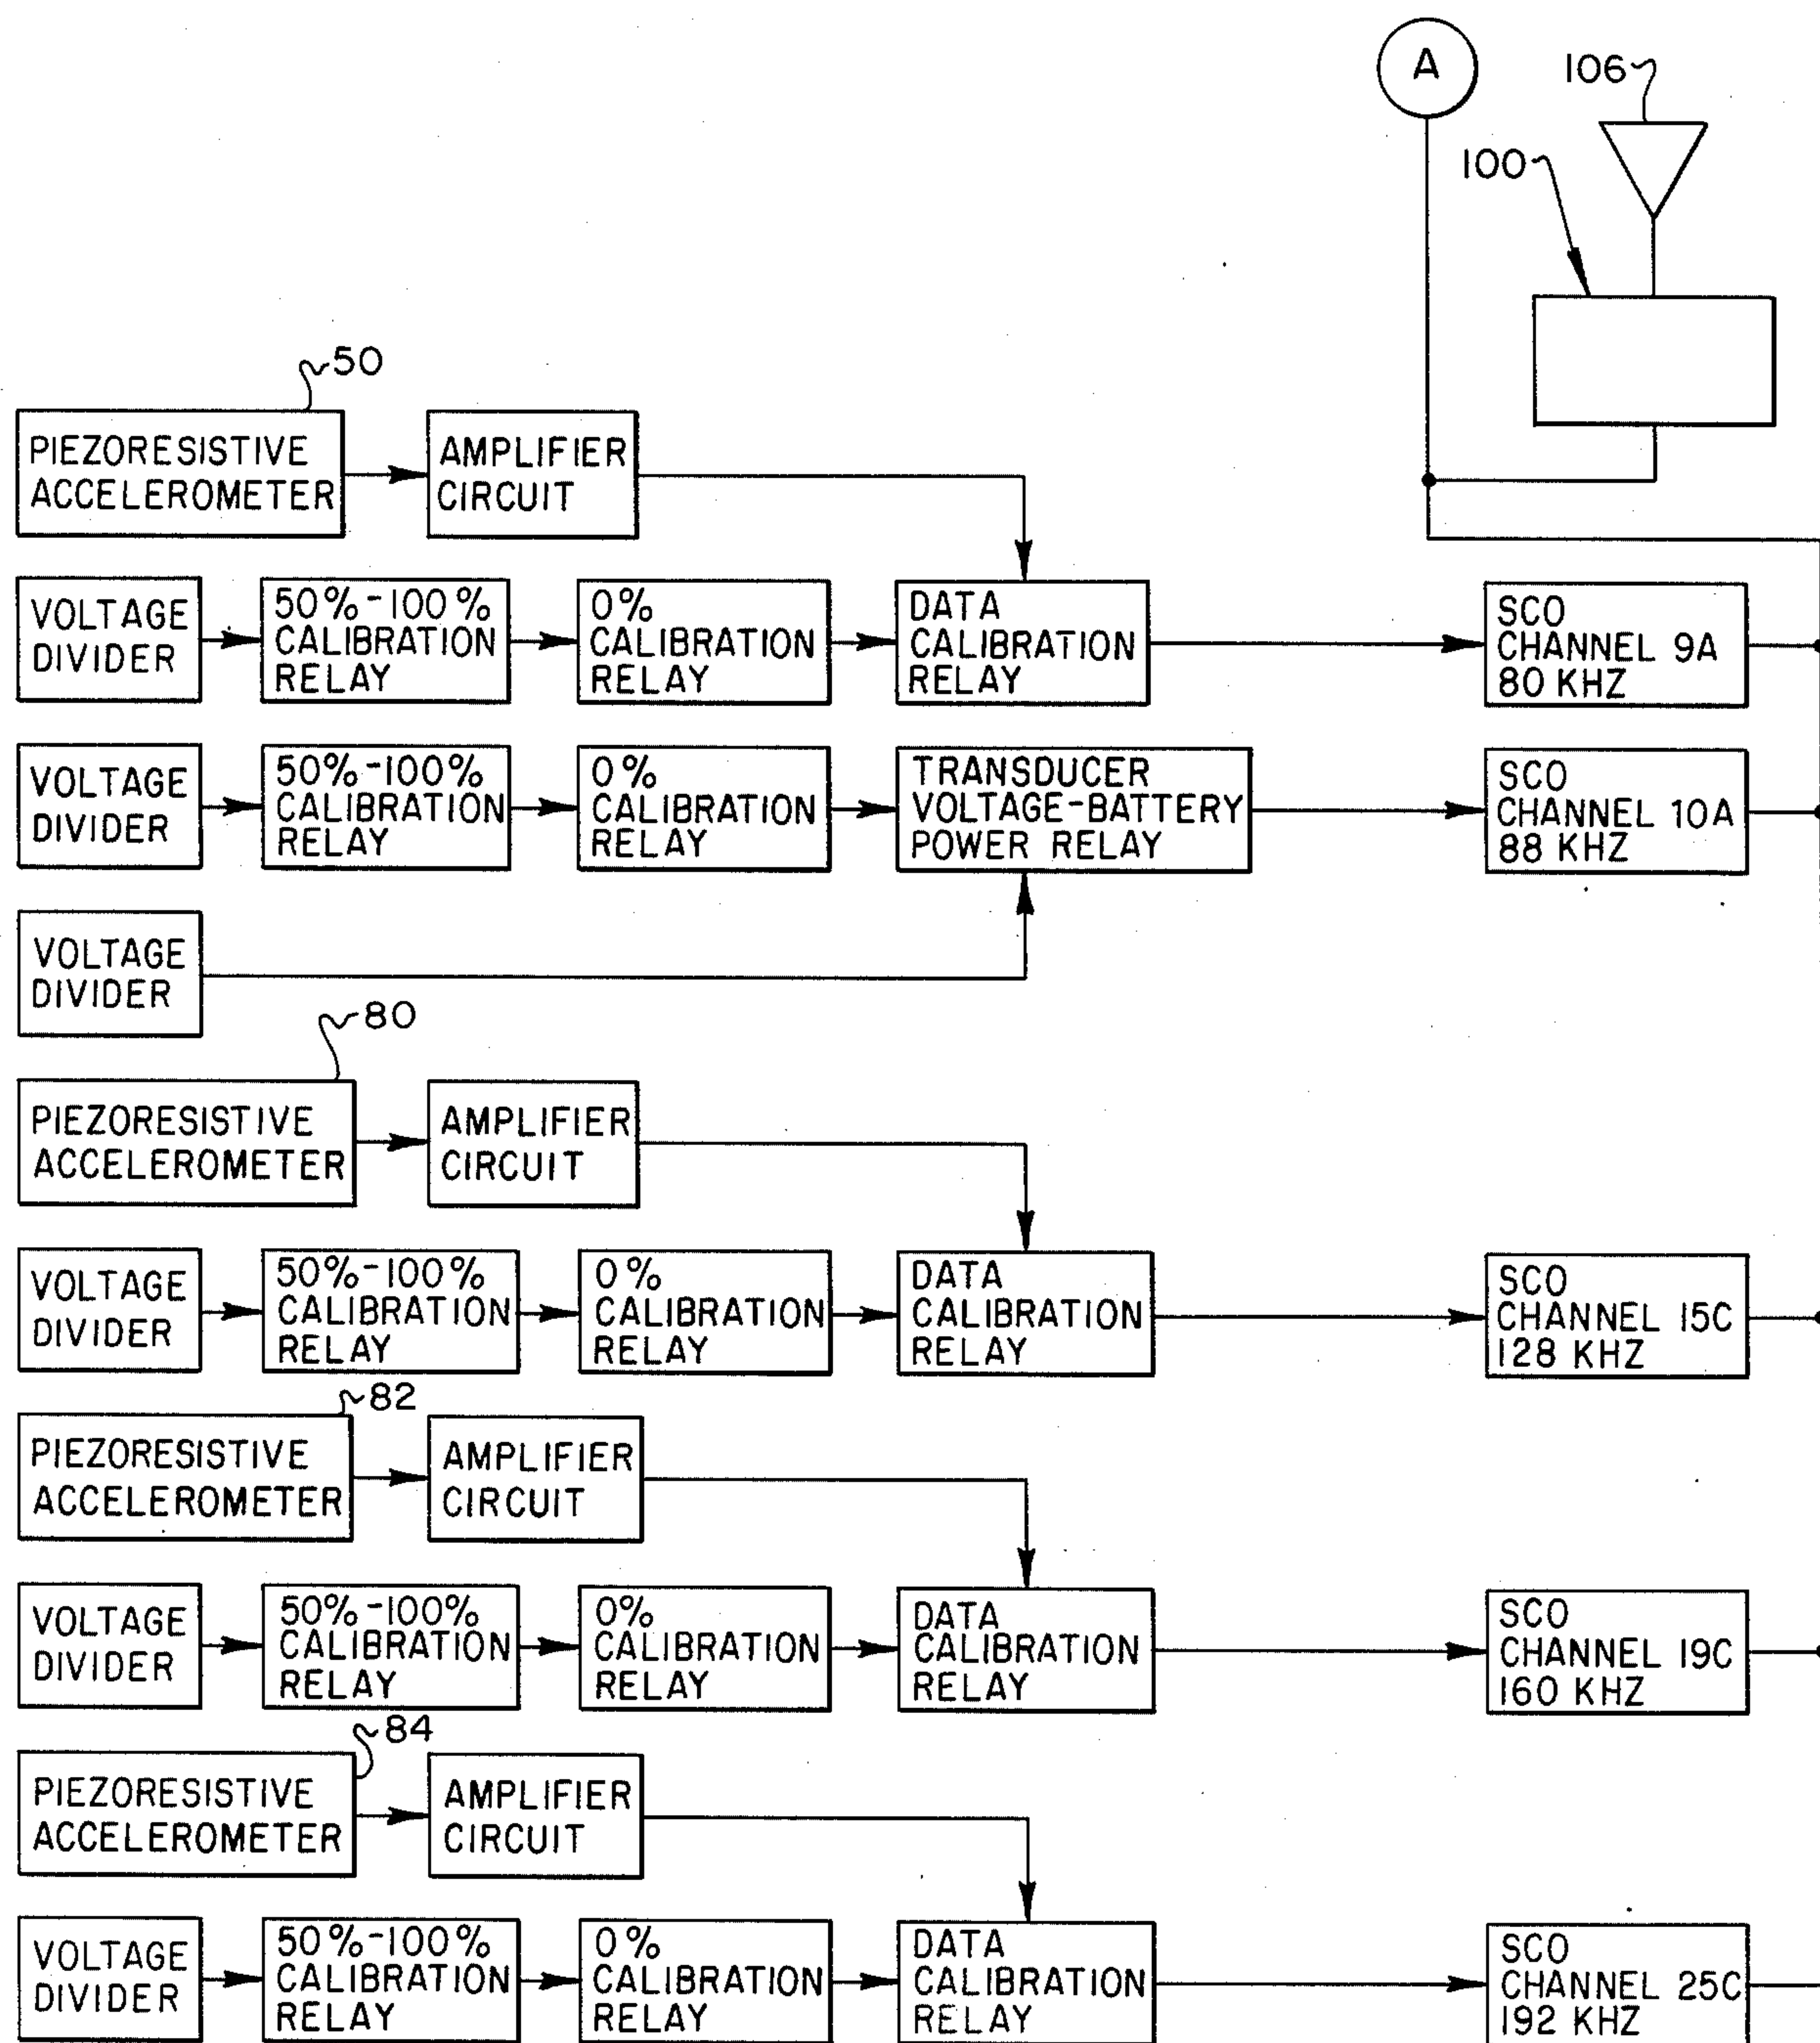 A
106
100
50
PIEZORESISTIVE
ACCELEROMETER
AMPLIFIER
CIRCUIT
VOLTAGE
DIVIDER
50%-100%
CALIBRATION
RELAY
0%
CALIBRATION
RELAY
DATA
CALIBRATION
RELAY
SCO
CHANNEL 9A
80 KHZ
VOLTAGE
DIVIDER
50%-100%
CALIBRATION
RELAY
0%
CALIBRATION
RELAY
TRANSDUCER
VOLTAGE-BATTERY
POWER RELAY
SCO
CHANNEL 10A
88 KHZ
VOLTAGE
DIVIDER
80
PIEZORESISTIVE
ACCELEROMETER
AMPLIFIER
CIRCUIT
VOLTAGE
DIVIDER
50%-100%
CALIBRATION
RELAY
0%
CALIBRATION
RELAY
DATA
CALIBRATION
RELAY
SCO
CHANNEL 15C
128 KHZ
82
PIEZORESISTIVE
ACCELEROMETER
AMPLIFIER
CIRCUIT
VOLTAGE
DIVIDER
50%-100%
CALIBRATION
RELAY
0%
CALIBRATION
RELAY
DATA
CALIBRATION
RELAY
SCO
CHANNEL 19C
160 KHZ
84
PIEZORESISTIVE
ACCELEROMETER
AMPLIFIER
CIRCUIT
VOLTAGE
DIVIDER
50%-100%
CALIBRATION
RELAY
0%
CALIBRATION
RELAY
DATA
CALIBRATION
RELAY
SCO
CHANNEL 25C
192 KHZ